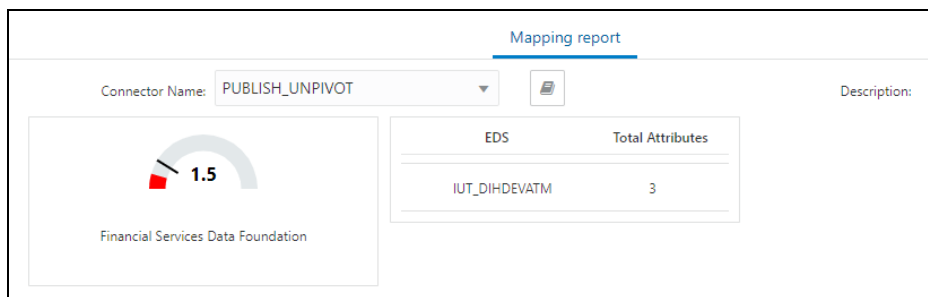 Mapping report
Connector Name: PUBLISH_UNPIVOT
Description:
1.5
Financial Services Data Foundation
EDS Total Attributes
IUT_DIHDEVATM 3